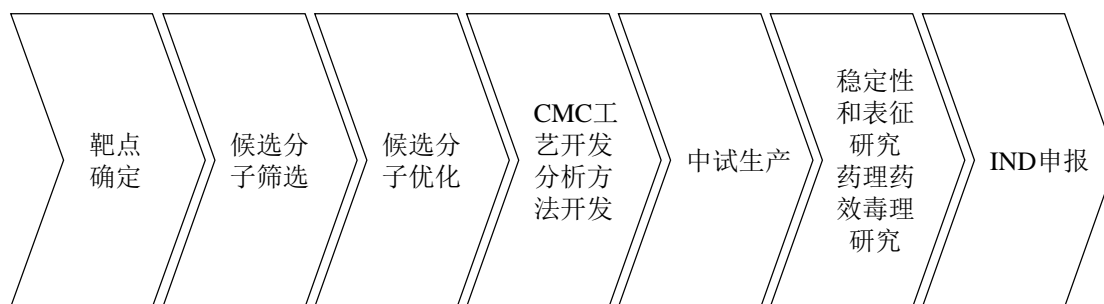 靶点
确定
候选分
子筛选
候选分
子优化
CMC工
艺开发
分析方
法开发
中试生产
稳定性
和表征
研究
药理药
效毒理
研究
IND申报